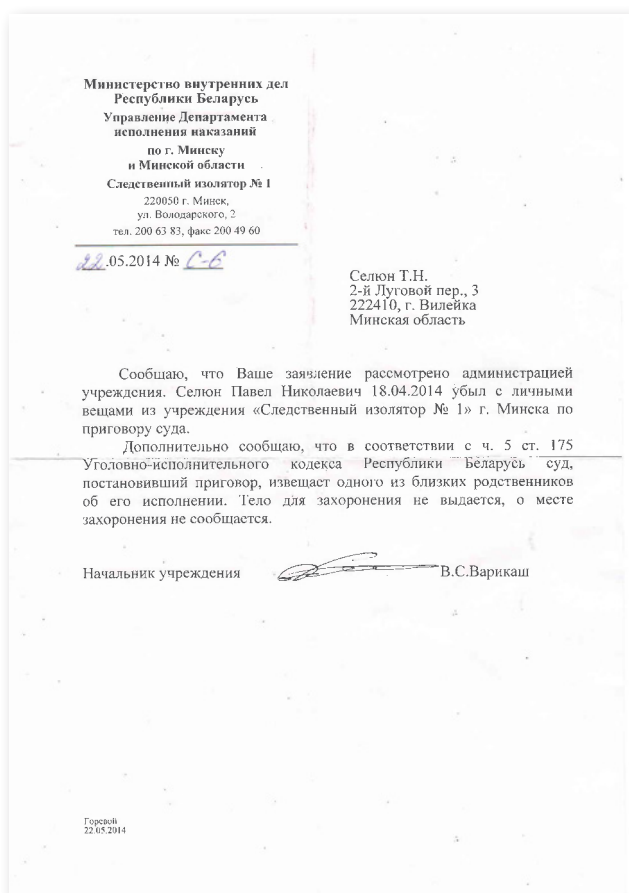 Министерство внутренних дел
Республики Беларусь
Управление Департамента
исполнения наказаний
по г. Минску
и Минской области
Следственный изолятор № 1
220050 г. Минск,
ул. Володарского, 2
тел. 200 63 83, факс 200 49 60
22.05.2014 № С-6
Селюн Т.Н.
2-й Луговой пер., 3
222410, г. Вилейка
Минская область
Сообщаю, что Ваше заявление рассмотрено администрацией
учреждения. Селюн Павел Николаевич 18.04.2014 убыл с личными
вещами из учреждения «Следственный изолятор № 1» г. Минска по
приговору суда.
Дополнительно сообщаю, что в соответствии с ч. 5 ст. 175
Уголовно-исполнительного кодекса Республики Беларусь суд,
постановивший приговор, извещает одного из близких родственников
об его исполнении. Тело для захоронения не выдается, о месте
захоронения не сообщается.
Начальник учреждения В.С.Варикаш
Горевой
22.05.2014